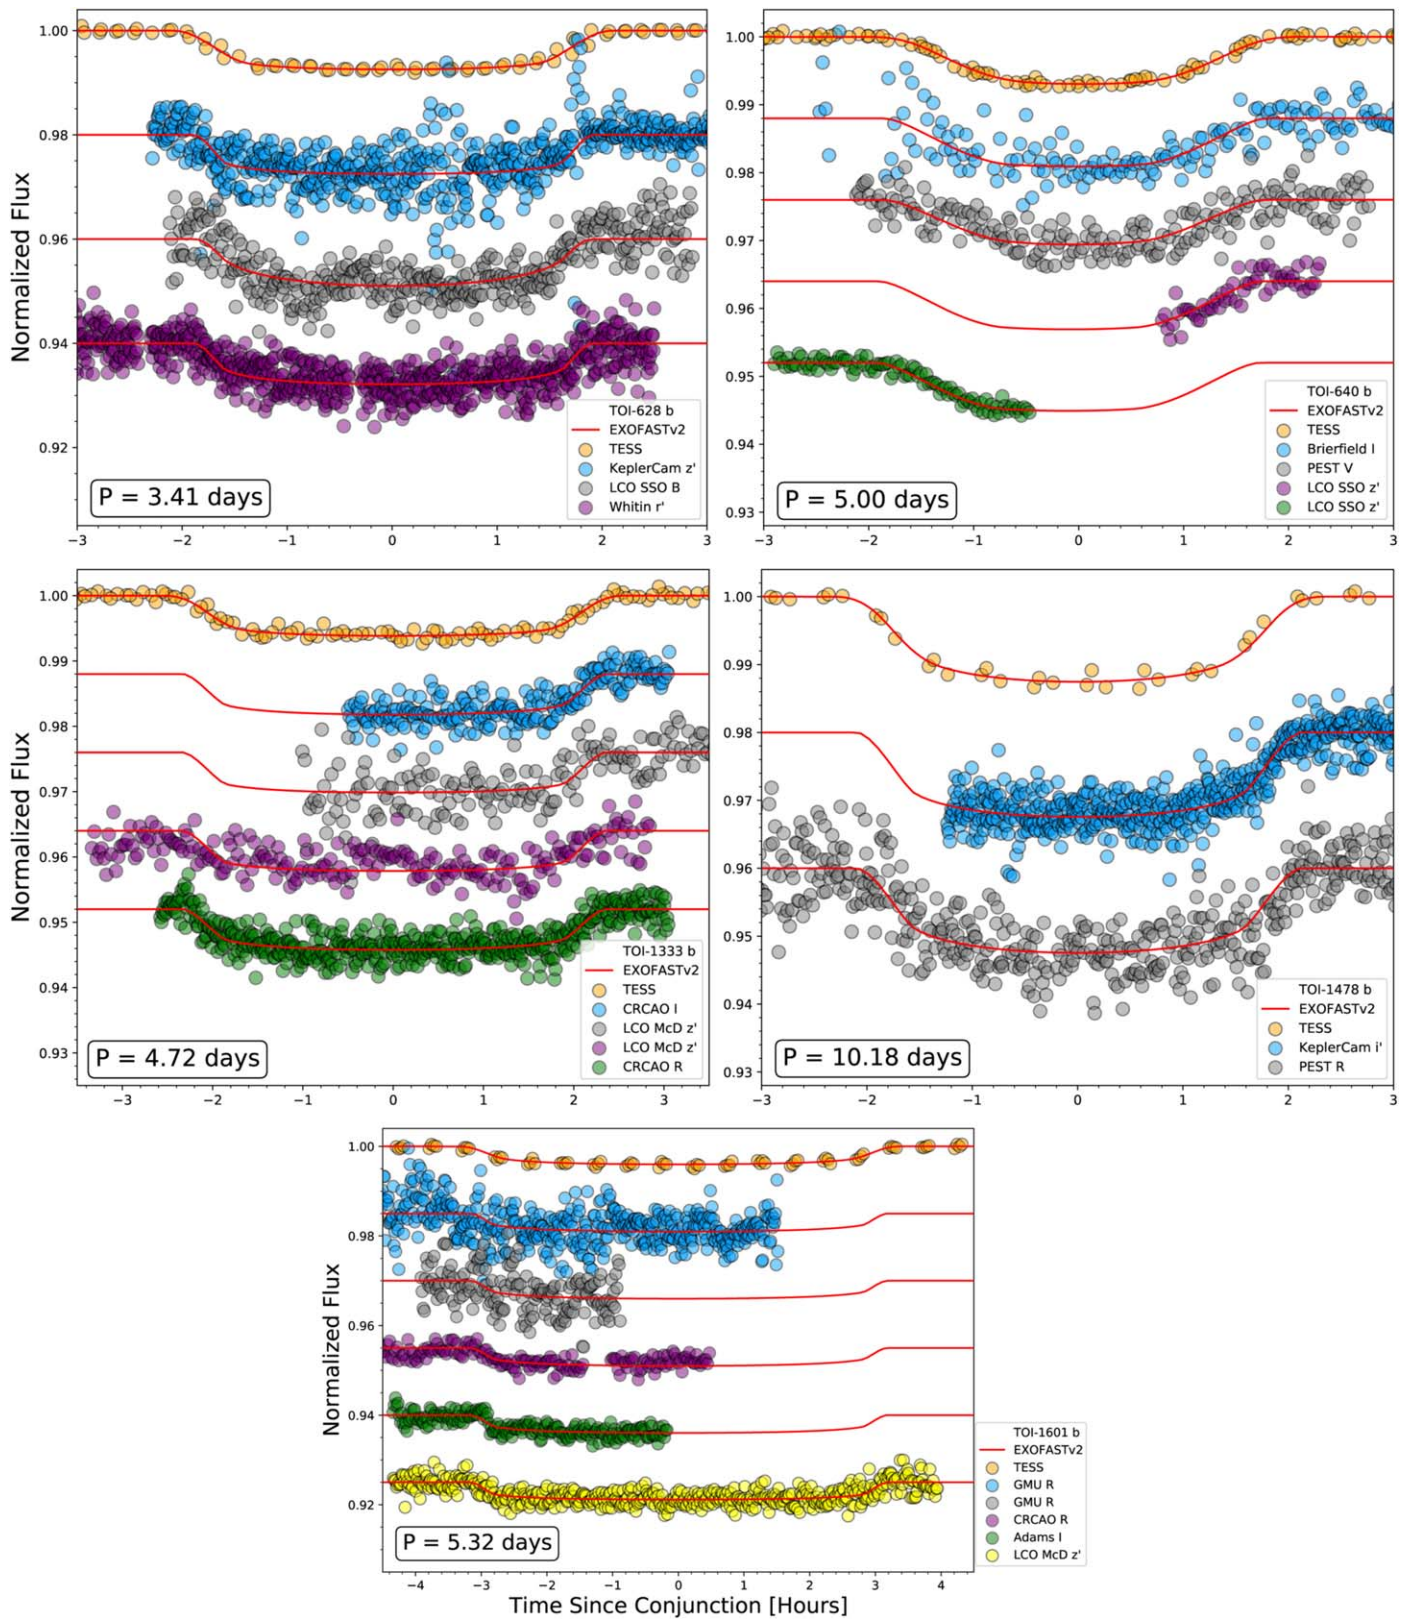 Normalized Flux
1.00
0.98
0.96
0.94
0.92
TOI-628 b
EXOFASTv2
TESS
KeplerCam z'
LCO SSO B
Whitin r'
P = 3.41 days
−3 −2 −1 0 1 2 3
1.00
0.99
0.98
0.97
0.96
0.95
0.94
0.93
TOI-640 b
EXOFASTv2
TESS
Brierfield I
PEST V
LCO SSO z'
LCO SSO z'
P = 5.00 days
−3 −2 −1 0 1 2 3
Normalized Flux
1.00
0.99
0.98
0.97
0.96
0.95
0.94
0.93
TOI-1333 b
EXOFASTv2
TESS
CRCAO I
LCO McD z'
LCO McD z'
CRCAO R
P = 4.72 days
−3 −2 −1 0 1 2 3
1.00
0.99
0.98
0.97
0.96
0.95
0.94
0.93
TOI-1478 b
EXOFASTv2
TESS
KeplerCam i'
PEST R
P = 10.18 days
−3 −2 −1 0 1 2 3
Normalized Flux
1.00
0.98
0.96
0.94
0.92
TOI-1601 b
EXOFASTv2
TESS
GMU R
GMU R
CRCAO R
Adams I
LCO McD z'
P = 5.32 days
−4 −3 −2 −1 0 1 2 3 4
Time Since Conjunction [Hours]